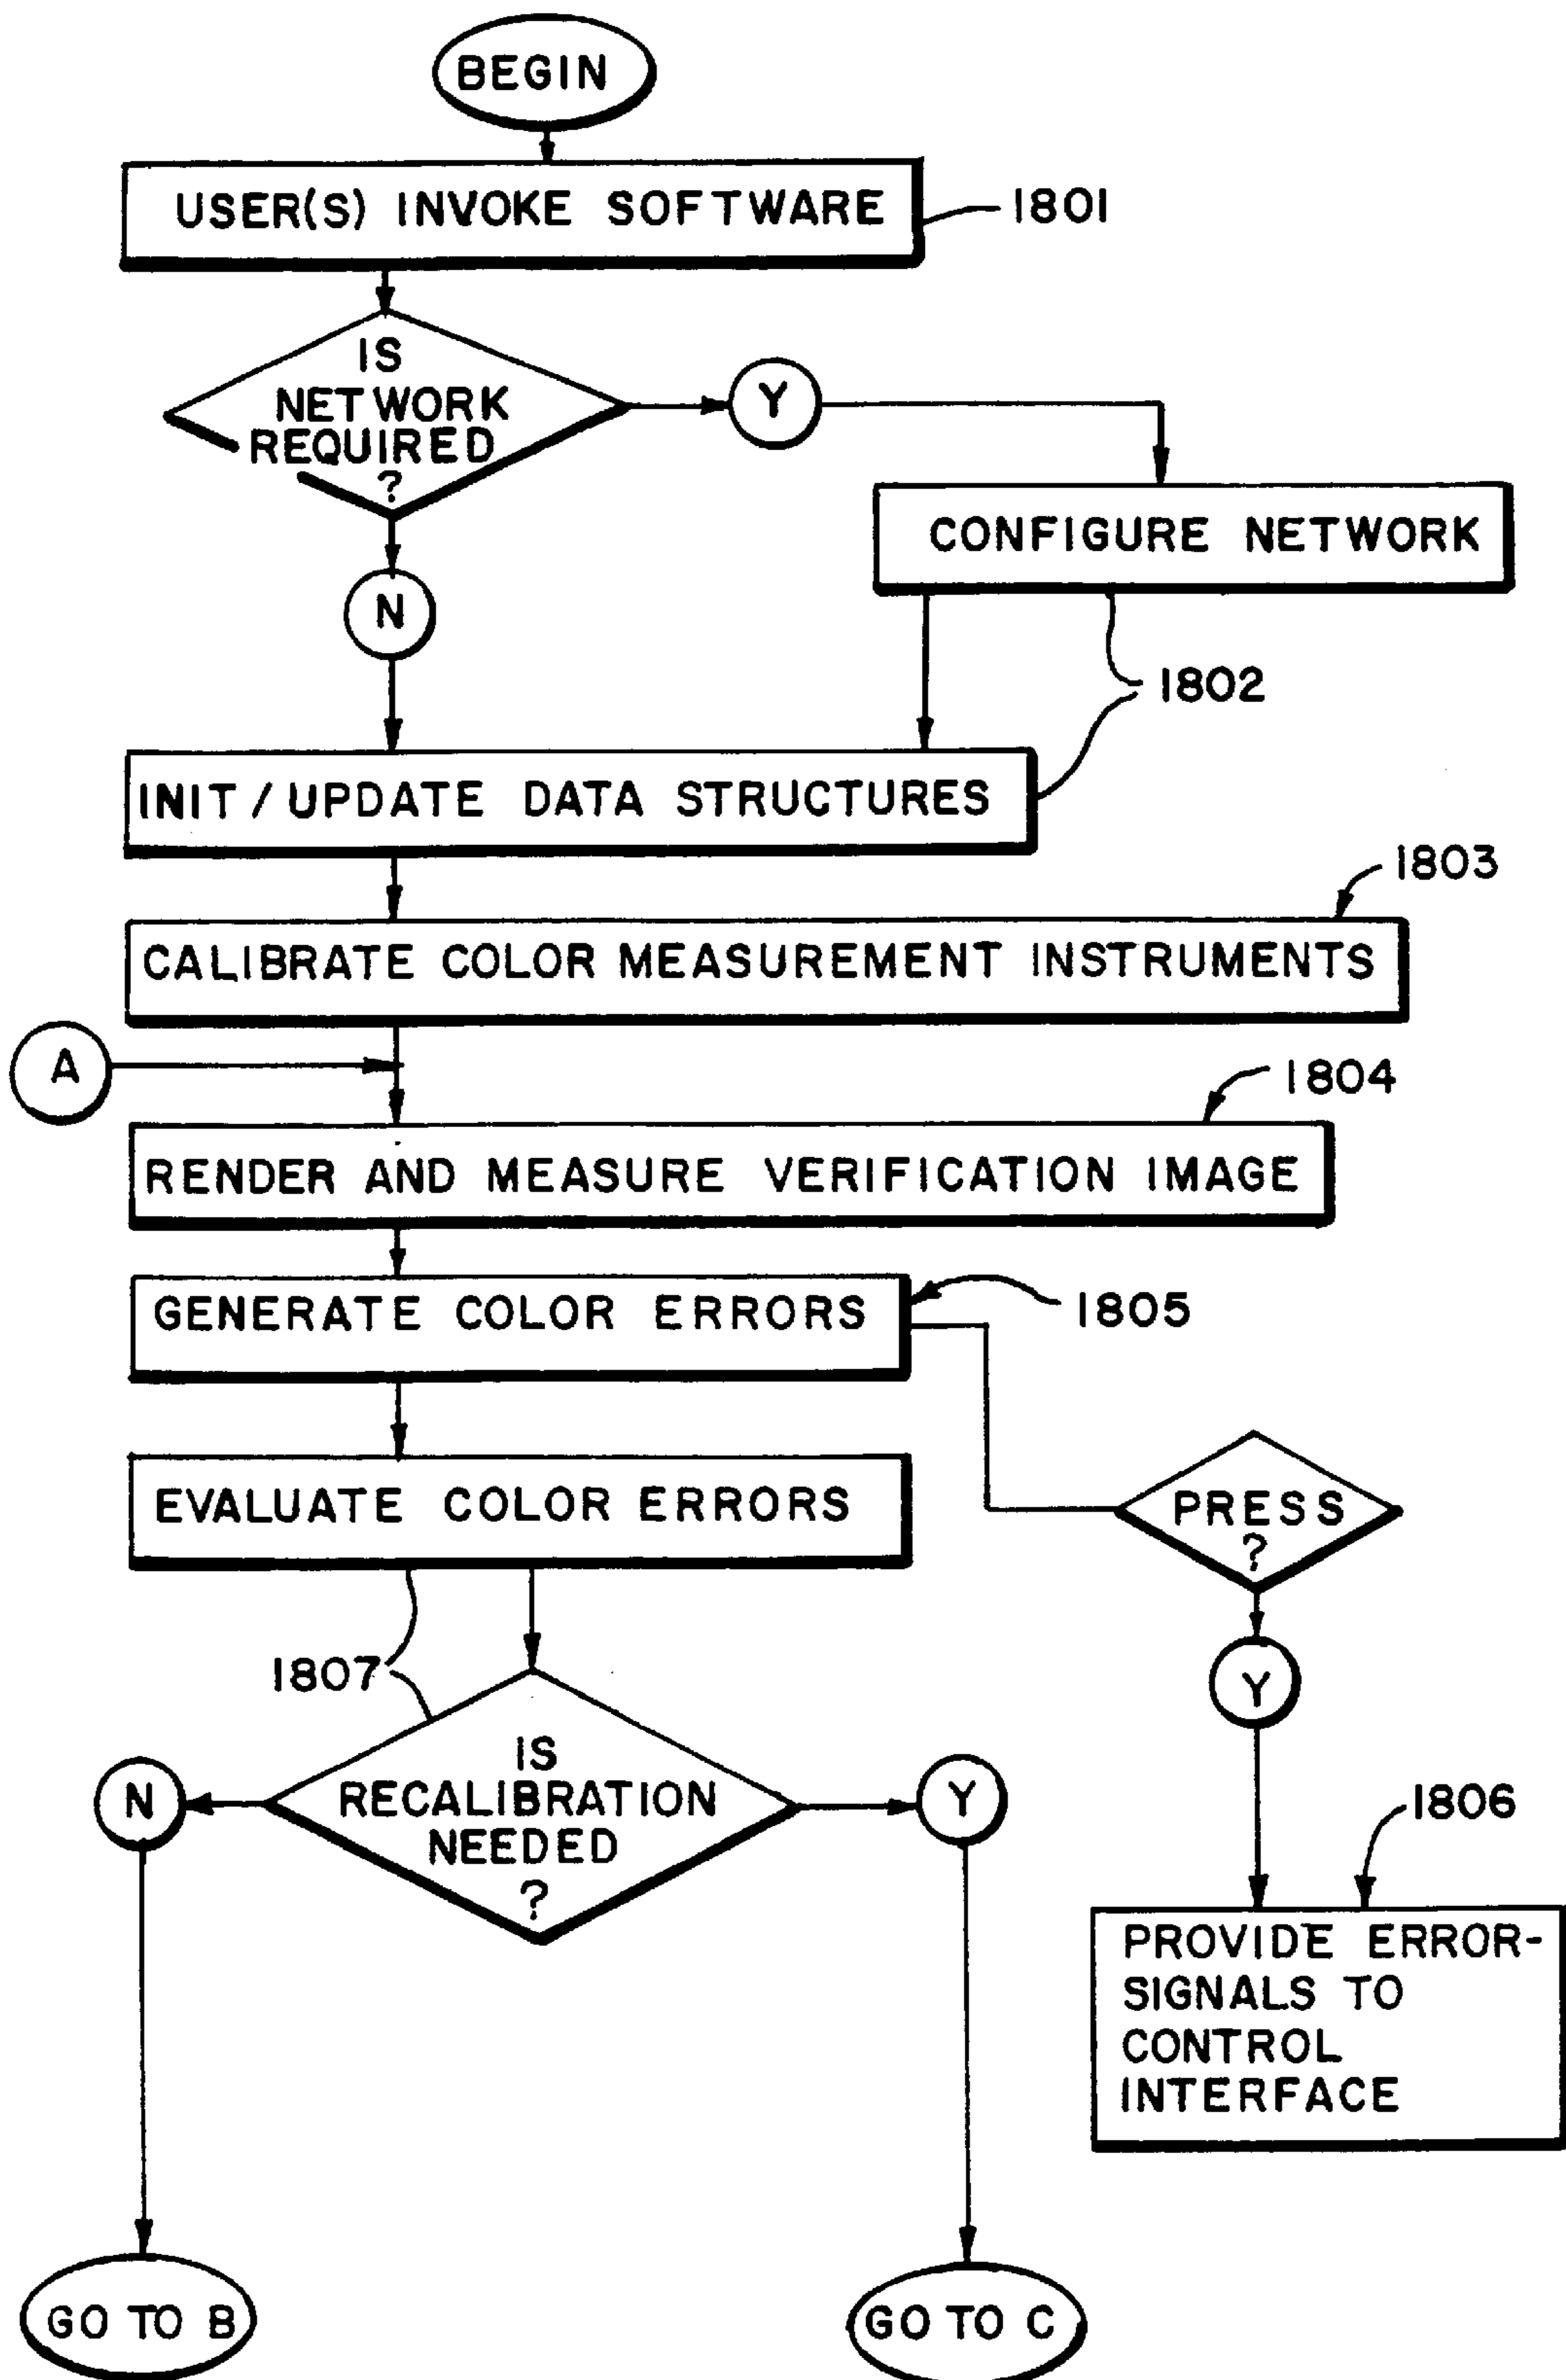 BEGIN
USER(S) INVOKE SOFTWARE
1801
IS
NETWORK
REQUIRED
?
Y
CONFIGURE NETWORK
N
1802
INIT / UPDATE DATA STRUCTURES
1803
CALIBRATE COLOR MEASUREMENT INSTRUMENTS
A
1804
RENDER AND MEASURE VERIFICATION IMAGE
GENERATE COLOR ERRORS
1805
EVALUATE COLOR ERRORS
PRESS
?
1807
Y
IS
RECALIBRATION
NEEDED
?
N
Y
1806
PROVIDE ERROR-
SIGNALS TO
CONTROL
INTERFACE
GO TO B
GO TO C